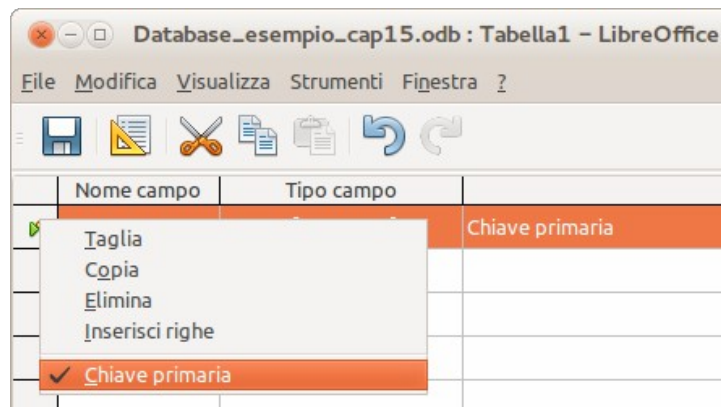 Database_esempio_cap15.odb : Tabella1 – LibreOffice
File Modifica Visualizza Strumenti Finestra ?
Nome campo Tipo campo
Chiave primaria
Taglia
Copia
Elimina
Inserisci righe
Chiave primaria